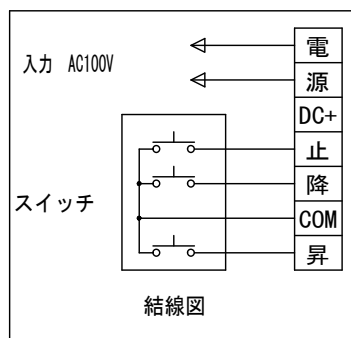 電
入力 AC100V
源
DC+
止
降
スイッチ
COM
昇
結線図